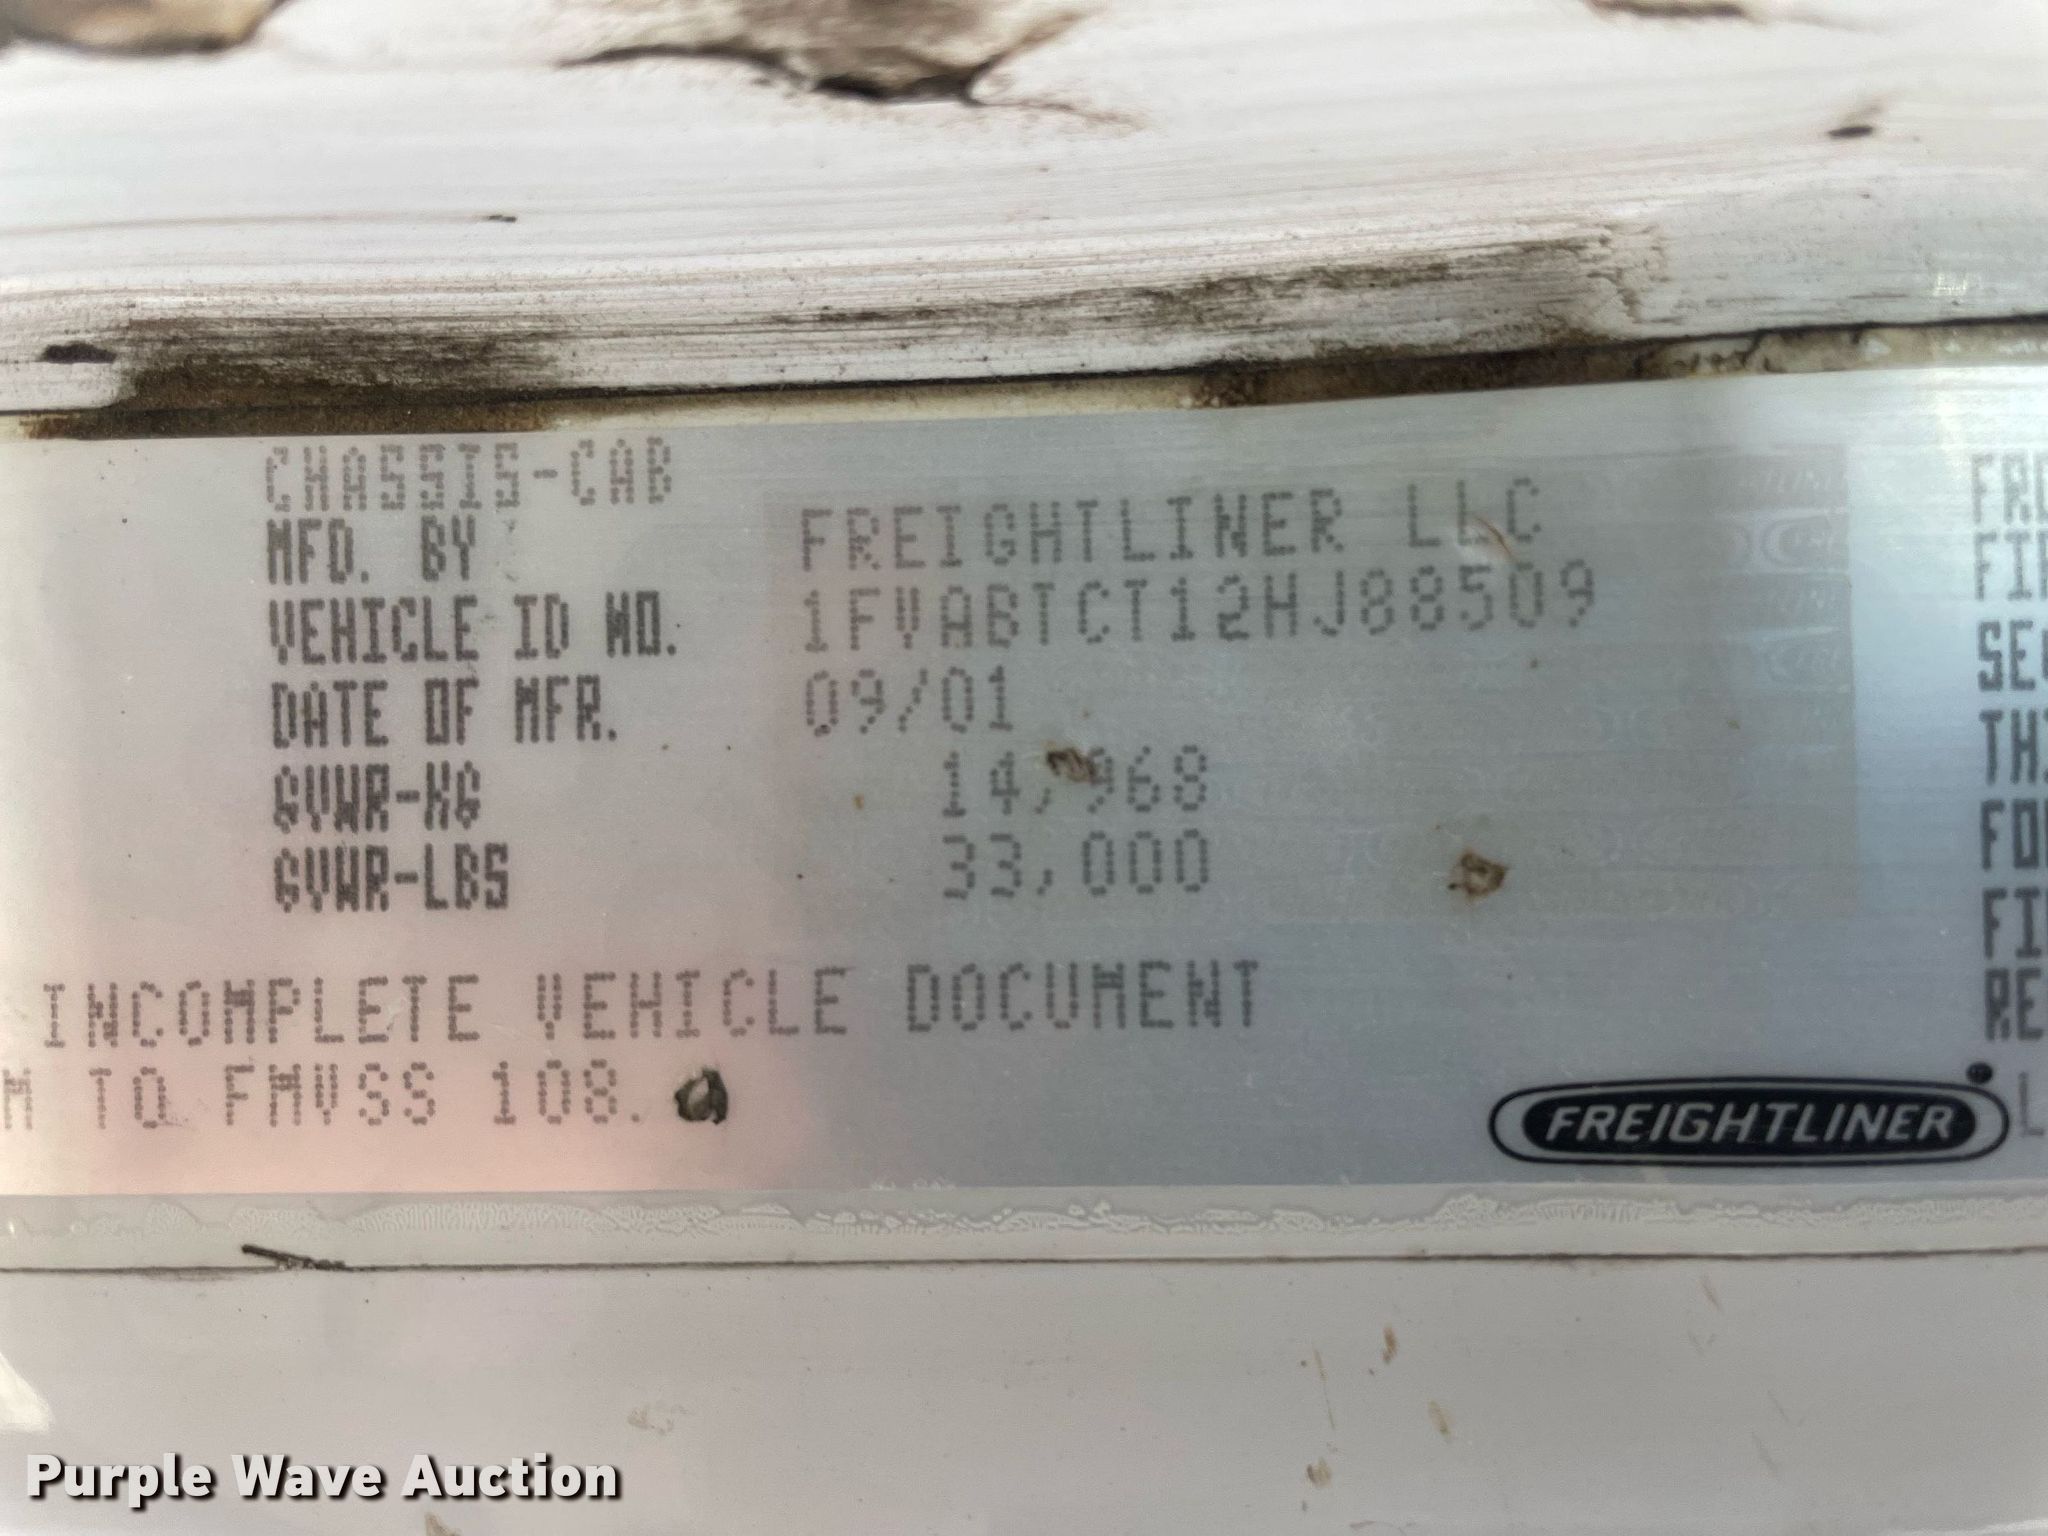 CHASSIS-CAB
MFD. BY FREIGHTLINER LLC
VEHICLE ID NO. 1FVABTCT12HJ88509
DATE OF MFR. 09/01
GVWR-KG 14,968
GVWR-LBS 33,000
INCOMPLETE VEHICLE DOCUMENT
TO FMVSS 108.
FREIGHTLINER
Purple Wave Auction